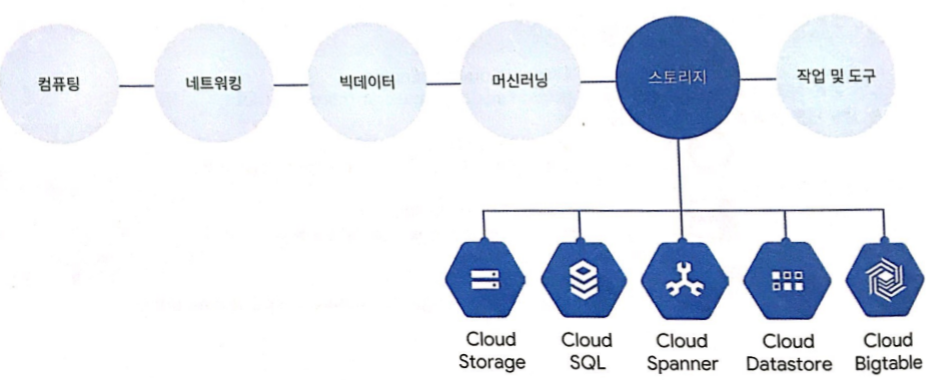 컴퓨팅
네트워킹
빅데이터
머신러닝
스토리지
작업 및 도구
Cloud
Storage
Cloud
SQL
Cloud
Spanner
Cloud
Datastore
Cloud
Bigtable